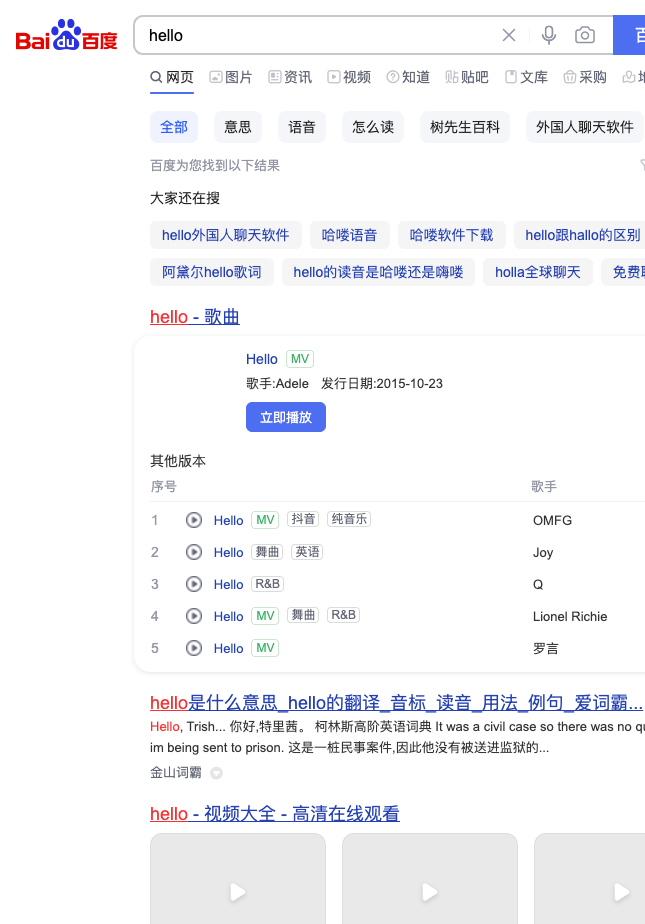 Bai du 百度 hello
网页 图片 资讯 视频 知道 贴吧 文库 采购
全部 意思 语音 怎么读 树先生百科 外国人聊天软件
百度为您找到以下结果
大家还在搜
hello外国人聊天软件 哈喽语音 哈喽软件下载 hello跟hallo的区别
阿黛尔hello歌词 hello的读音是哈喽还是嗨喽 holla全球聊天 免费
hello - 歌曲
Hello MV
歌手:Adele 发行日期:2015-10-23
立即播放
其他版本
序号 歌手
1 Hello MV 抖音 纯音乐 OMFG
2 Hello 舞曲 英语 Joy
3 Hello R&B Q
4 Hello MV 舞曲 R&B Lionel Richie
5 Hello MV 罗言
hello是什么意思_hello的翻译_音标_读音_用法_例句_爱词霸...
Hello, Trish... 你好,特里茜。 柯林斯高阶英语词典 It was a civil case so there was no
im being sent to prison. 这是一桩民事案件,因此他没有被送进监狱的...
金山词霸
hello - 视频大全 - 高清在线观看